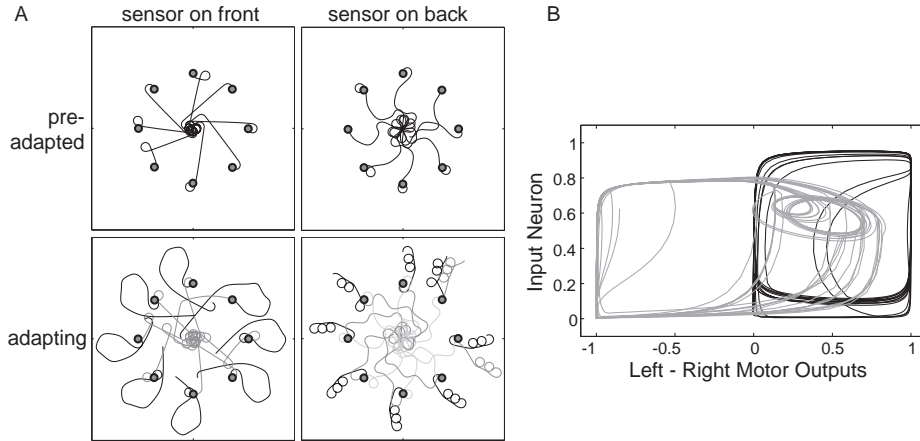 A
sensor on front
sensor on back
B
pre-
adapted
adapting
Input Neuron
1
0.8
0.6
0.4
0.2
0
-1
-0.5
0
0.5
1
Left - Right Motor Outputs